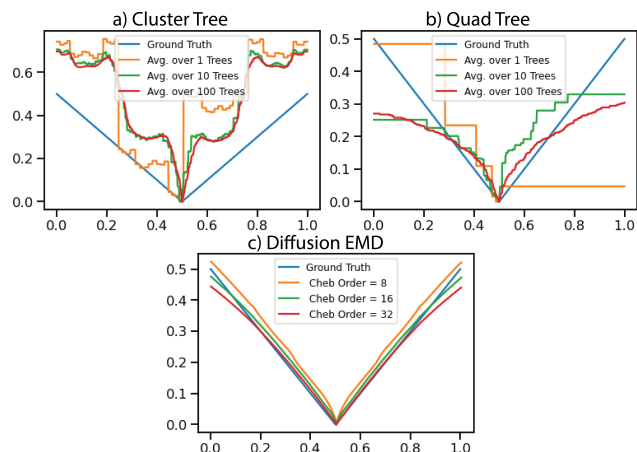 a) Cluster Tree
Ground Truth
Avg. over 1 Trees
Avg. over 10 Trees
Avg. over 100 Trees
0.6
0.4
0.2
0.0
0.0 0.2 0.4 0.6 0.8 1.0
b) Quad Tree
Ground Truth
Avg. over 1 Trees
Avg. over 10 Trees
Avg. over 100 Trees
0.5
0.4
0.3
0.2
0.1
0.0
0.0 0.2 0.4 0.6 0.8 1.0
c) Diffusion EMD
Ground Truth
Cheb Order = 8
Cheb Order = 16
Cheb Order = 32
0.5
0.4
0.3
0.2
0.1
0.0
0.0 0.2 0.4 0.6 0.8 1.0